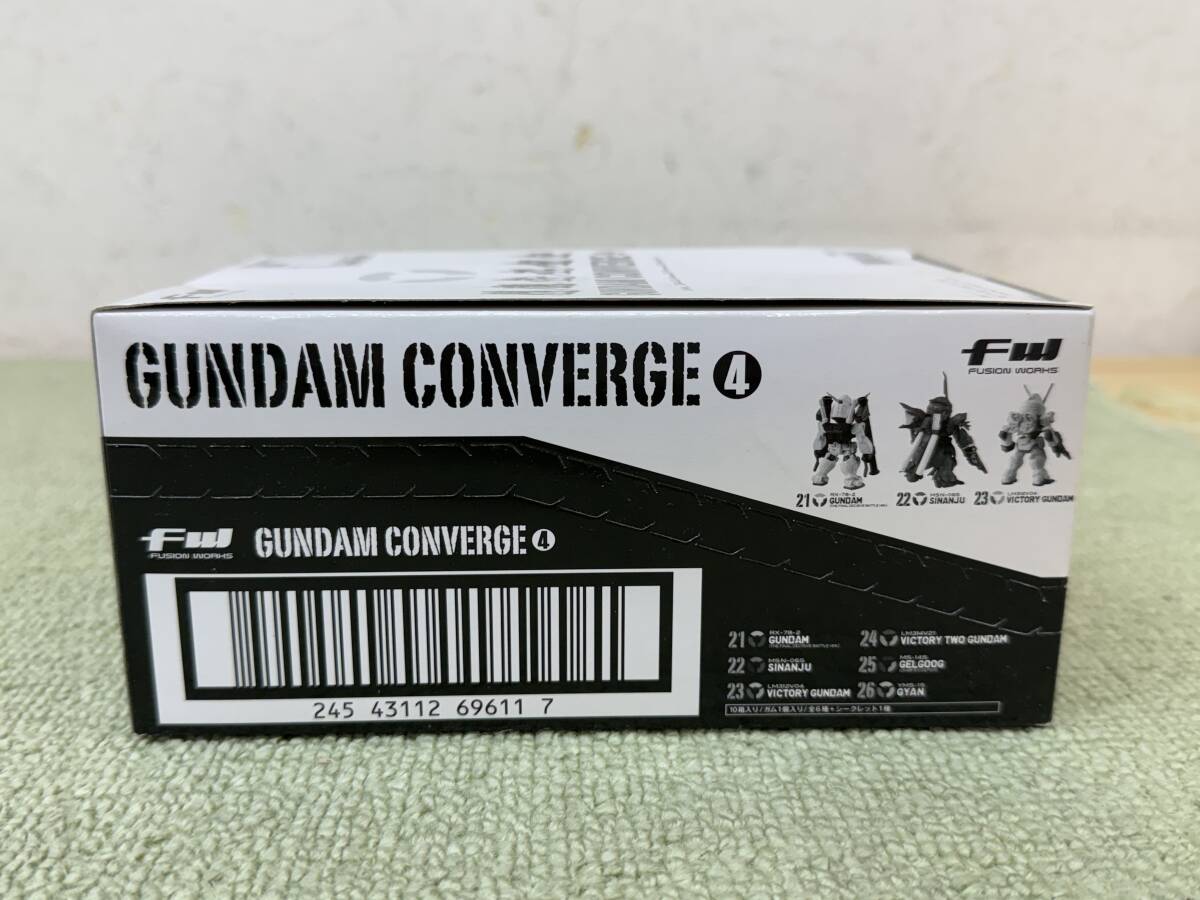 GUNDAM CONVERGE 4
FW
FUSION WORKS
21 RX-78-2 GUNDAM
22 MSN-06S SINANJU
23 LM312V04 VICTORY GUNDAM
FW
FUSION WORKS
GUNDAM CONVERGE 4
21 RX-78-2 GUNDAM
22 MSN-06S SINANJU
23 LM312V04 VICTORY GUNDAM
24 LM314V21 VICTORY TWO GUNDAM
25 MS-14S GELGOOG
26 YMS-15 GYAN
10箱入り/ガム1個入り/全6種+シークレット1種
245 43112 69611 7